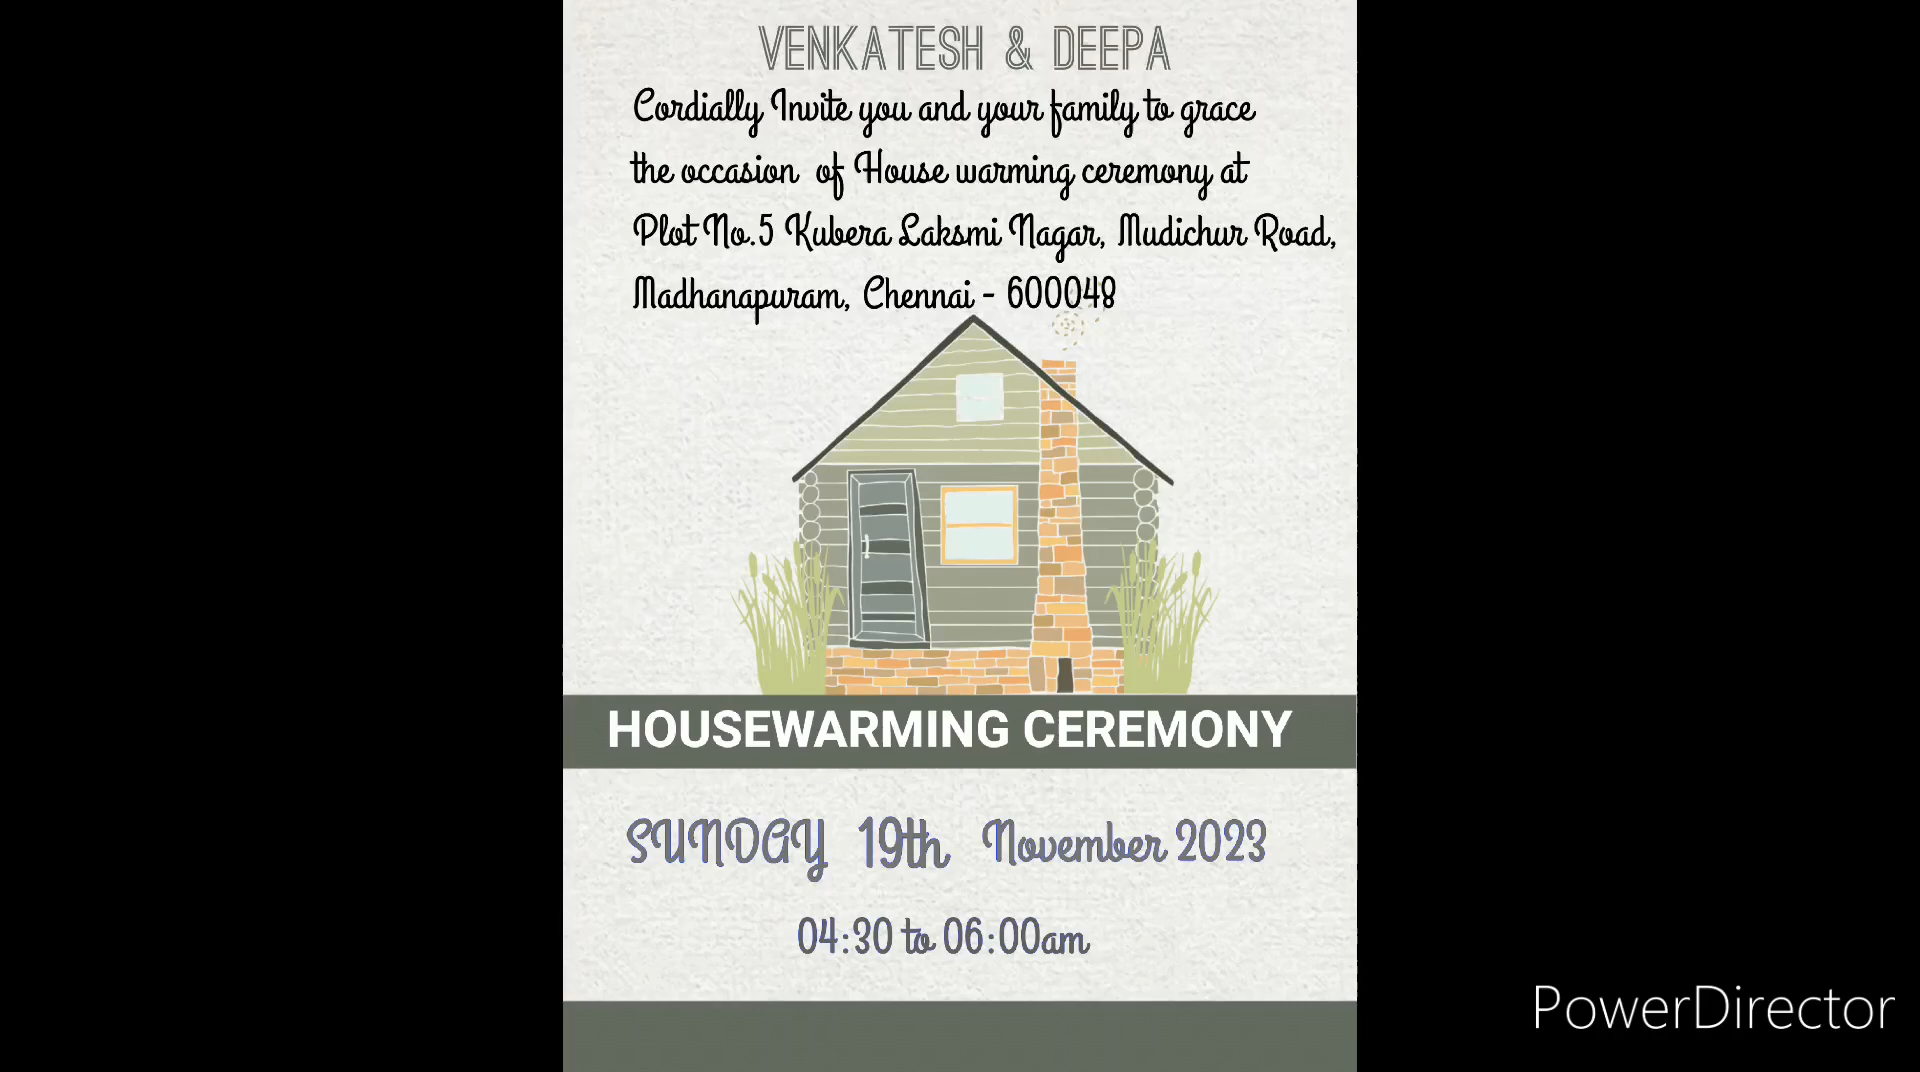 VENKATESH & DEEPA
Cordially Invite you and your family to grace
the occasion of House warming ceremony at
Plot No.5 Kubera Laksmi Nagar, Mudichur Road,
Madhanapuram, Chennai - 600048
HOUSEWARMING CEREMONY
SUNDAY 19th November 2023
04:30 to 06:00am
PowerDirector